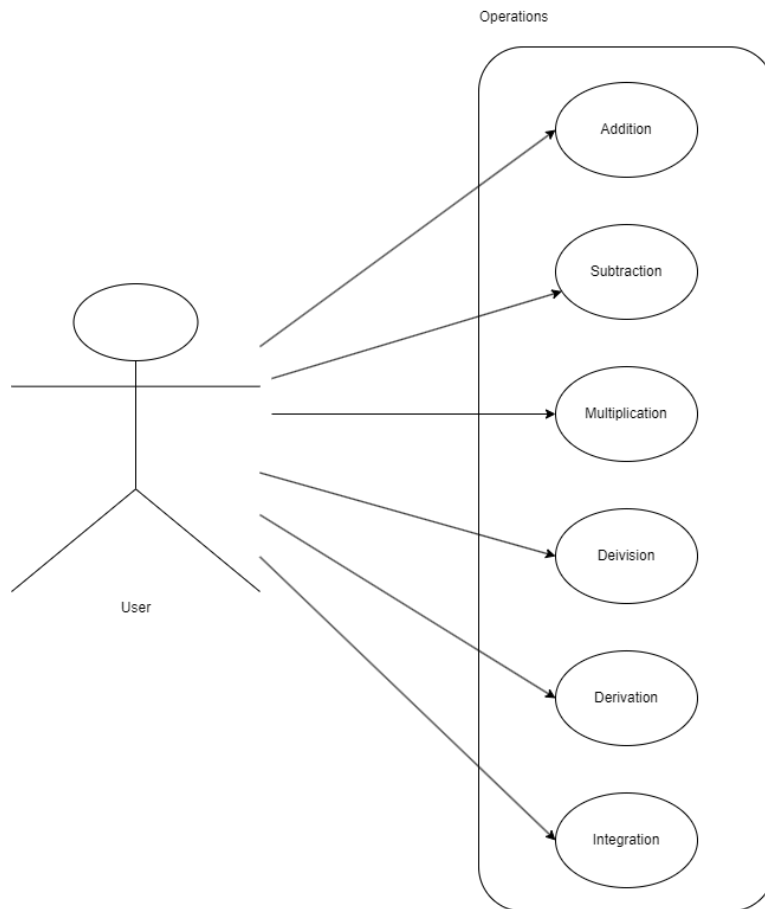 Operations
Addition
Subtraction
Multiplication
Deivision
User
Derivation
Integration